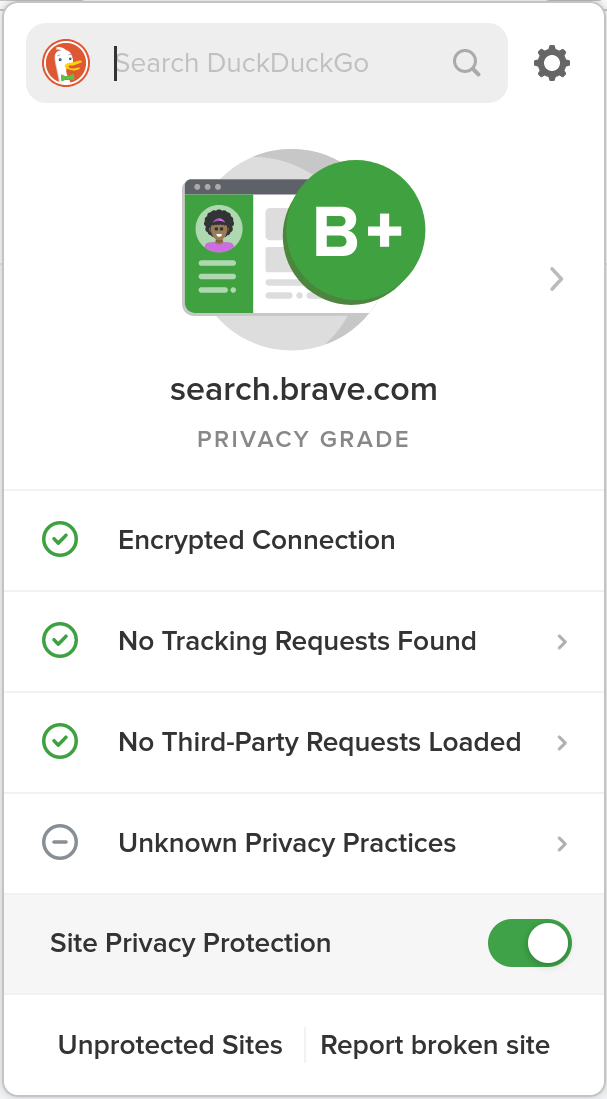 Search DuckDuckGo
B+
search.brave.com
PRIVACY GRADE
Encrypted Connection
No Tracking Requests Found
No Third-Party Requests Loaded
Unknown Privacy Practices
Site Privacy Protection
Unprotected Sites
Report broken site